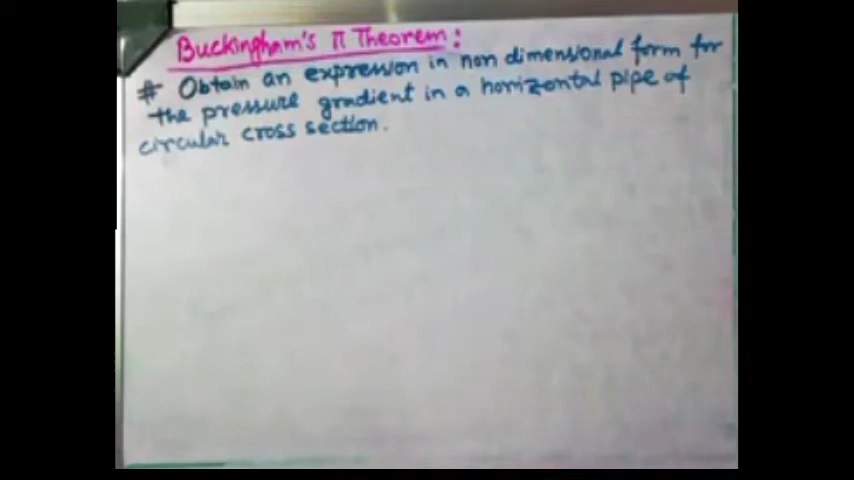 Buckingham's π Theorem:
# Obtain an expression in non dimensional form for
the pressure gradient in a horizontal pipe of
circular cross section.